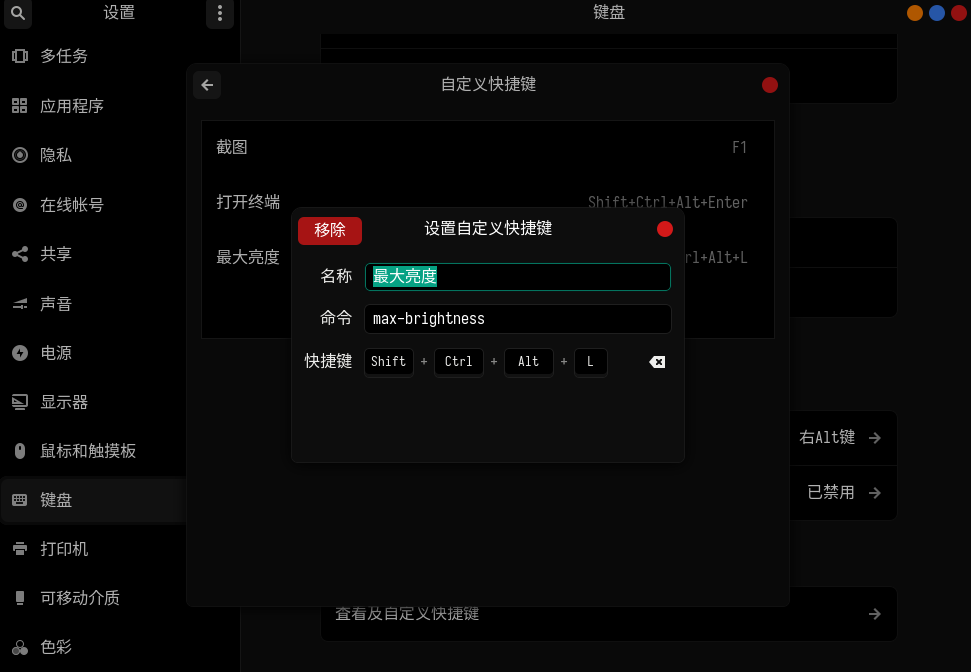 设置
键盘
多任务
应用程序
隐私
在线帐号
共享
声音
电源
显示器
鼠标和触摸板
键盘
打印机
可移动介质
色彩
自定义快捷键
截图 F1
打开终端 Shift+Ctrl+Alt+Enter
最大亮度 rl+Alt+L
移除 设置自定义快捷键
名称 最大亮度
命令 max-brightness
快捷键 Shift + Ctrl + Alt + L
右Alt键
已禁用
查看及自定义快捷键